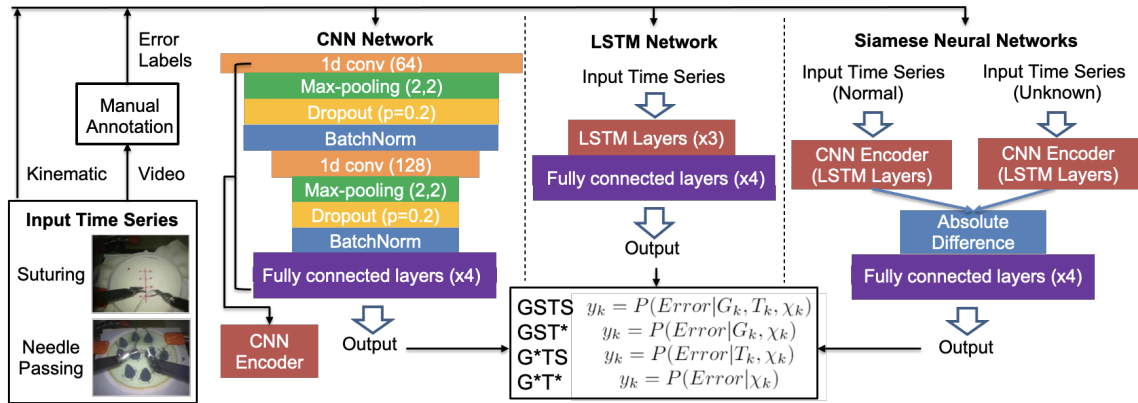 Error
Labels
Manual
Annotation
Kinematic
Video
Input Time Series
Suturing
Needle
Passing
CNN Network
1d conv (64)
Max-pooling (2,2)
Dropout (p=0.2)
BatchNorm
1d conv (128)
Max-pooling (2,2)
Dropout (p=0.2)
BatchNorm
Fully connected layers (x4)
CNN
Encoder
Output
LSTM Network
Input Time Series
LSTM Layers (x3)
Fully connected layers (x4)
Output
Siamese Neural Networks
Input Time Series
(Normal)
Input Time Series
(Unknown)
CNN Encoder
(LSTM Layers)
CNN Encoder
(LSTM Layers)
Absolute
Difference
Fully connected layers (x4)
Output
GSTS y_k = P(Error|G_k, T_k, χ_k)
GST* y_k = P(Error|G_k, χ_k)
G*TS y_k = P(Error|T_k, χ_k)
G*T* y_k = P(Error|χ_k)